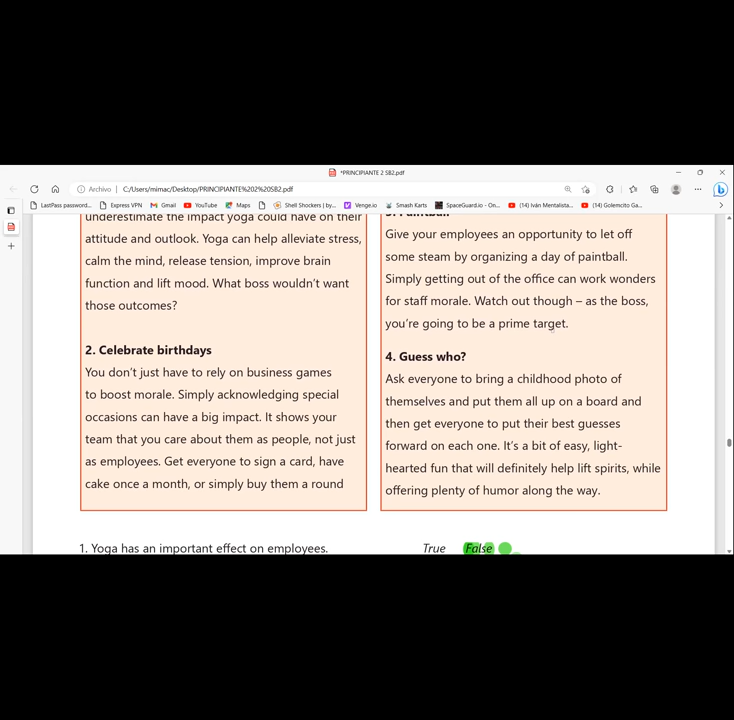 *PRINCIPIANTE 2 SB2.pdf
Archivo | C:/Users/mimac/Desktop/PRINCIPIANTE%202%20SB2.pdf
LastPass password... Express VPN Gmail YouTube Maps Shell Shockers | by... Venge.io Smash Karts SpaceGuard.io - On... (14) Iván Mentalista... (14) Golemcito Ga...
underestimate the impact yoga could have on their
attitude and outlook. Yoga can help alleviate stress,
calm the mind, release tension, improve brain
function and lift mood. What boss wouldn't want
those outcomes?
2. Celebrate birthdays
You don't just have to rely on business games
to boost morale. Simply acknowledging special
occasions can have a big impact. It shows your
team that you care about them as people, not just
as employees. Get everyone to sign a card, have
cake once a month, or simply buy them a round
3. Paintball
Give your employees an opportunity to let off
some steam by organizing a day of paintball.
Simply getting out of the office can work wonders
for staff morale. Watch out though – as the boss,
you're going to be a prime target.
4. Guess who?
Ask everyone to bring a childhood photo of
themselves and put them all up on a board and
then get everyone to put their best guesses
forward on each one. It's a bit of easy, light-
hearted fun that will definitely help lift spirits, while
offering plenty of humor along the way.
1. Yoga has an important effect on employees. True False